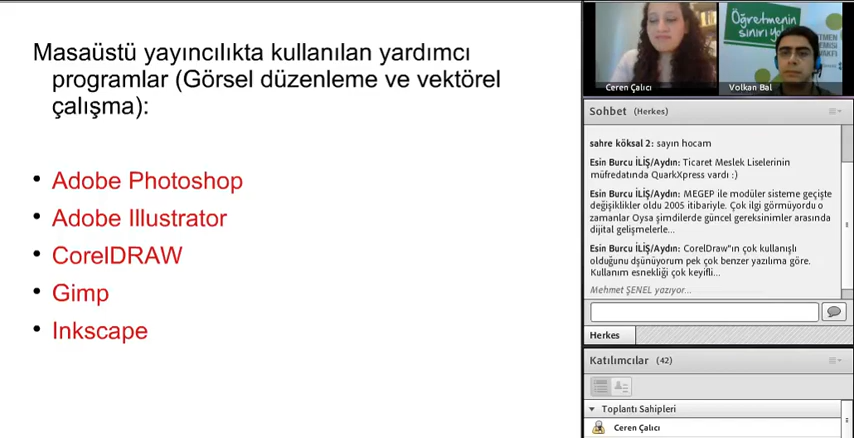 Masaüstü yayıncılıkta kullanılan yardımcı
programlar (Görsel düzenleme ve vektörel
çalışma):
• Adobe Photoshop
• Adobe Illustrator
• CorelDRAW
• Gimp
• Inkscape
Öğretmenin
sınırı yo
Ceren Çalıcı
Volkan Bal
Sohbet (Herkes)
sahre köksal 2: sayın hocam
Esin Burcu İLİŞ/Aydın: Ticaret Meslek Liselerinin
müfredatında QuarkXpress vardı :)
Esin Burcu İLİŞ/Aydın: MEGEP ile modüler sisteme geçişte
değişiklikler oldu 2005 itibariyle. Çok ilgi görmüyordu o
zamanlar Oysa şimdilerde güncel gereksinimler arasında
dijital gelişmelerle...
Esin Burcu İLİŞ/Aydın: CorelDraw"ın çok kullanışlı
olduğunu dşünüyorum pek çok benzer yazılıma göre.
Kullanım esnekliği çok keyifli...
Mehmet ŞENEL yazıyor...
Herkes
Katılımcılar (42)
Toplantı Sahipleri
Ceren Çalıcı